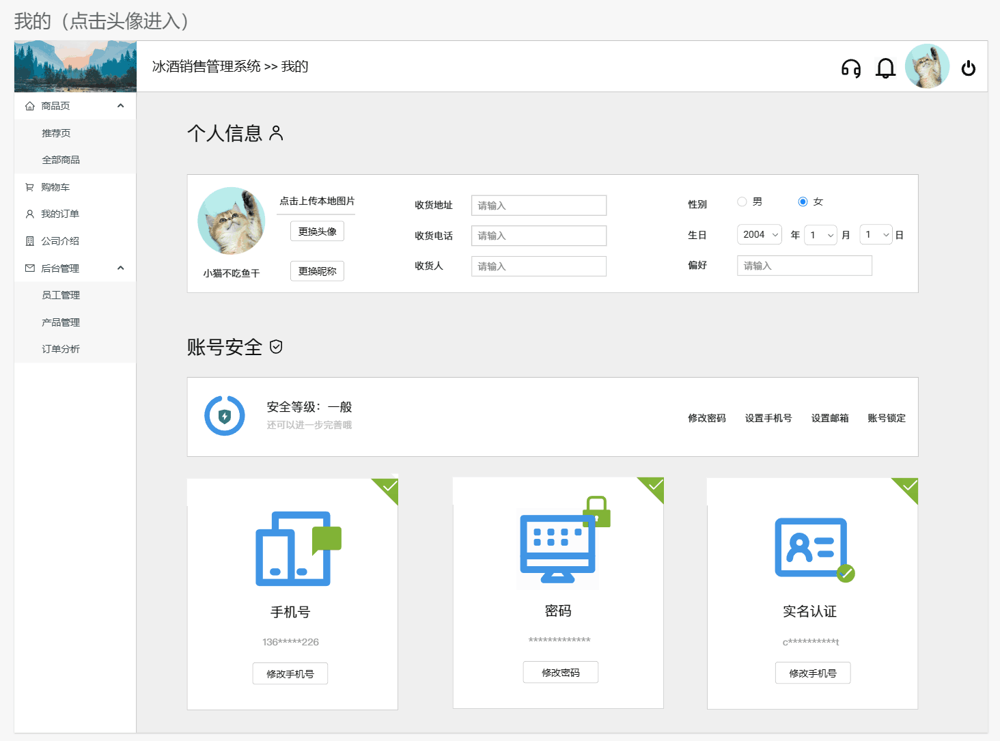 我的（点击头像进入）
冰酒销售管理系统 >> 我的
商品页
推荐页
全部商品
购物车
我的订单
公司介绍
后台管理
员工管理
产品管理
订单分析
个人信息
点击上传本地图片
更换头像
小猫不吃鱼干
更换昵称
收货地址 请输入
收货电话 请输入
收货人 请输入
性别 男 女
生日 2004 年 1 月 1 日
偏好 请输入
账号安全
安全等级：一般
还可以进一步完善哦
修改密码 设置手机号 设置邮箱 账号锁定
手机号
136*****226
修改手机号
密码
*************
修改密码
实名认证
c**********t
修改手机号